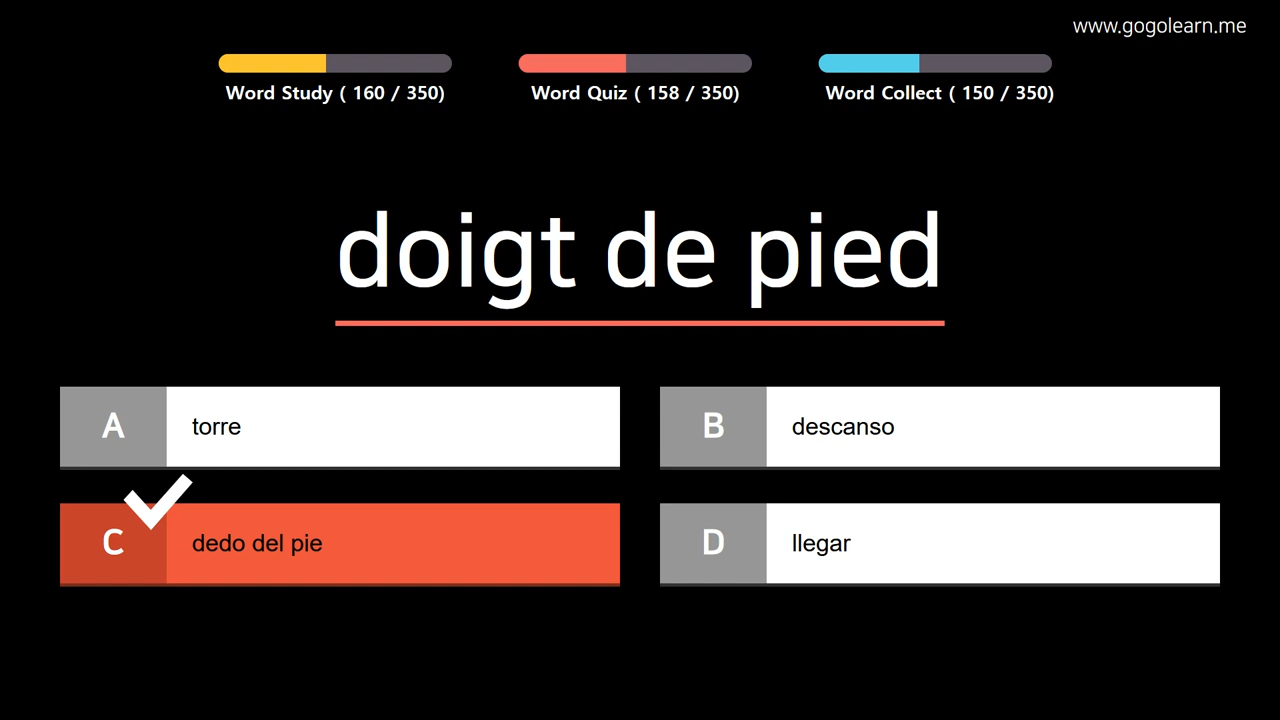 www.gogolearn.me
Word Study ( 160 / 350)
Word Quiz ( 158 / 350)
Word Collect ( 150 / 350)
doigt de pied
A torre
B descanso
C dedo del pie
D llegar